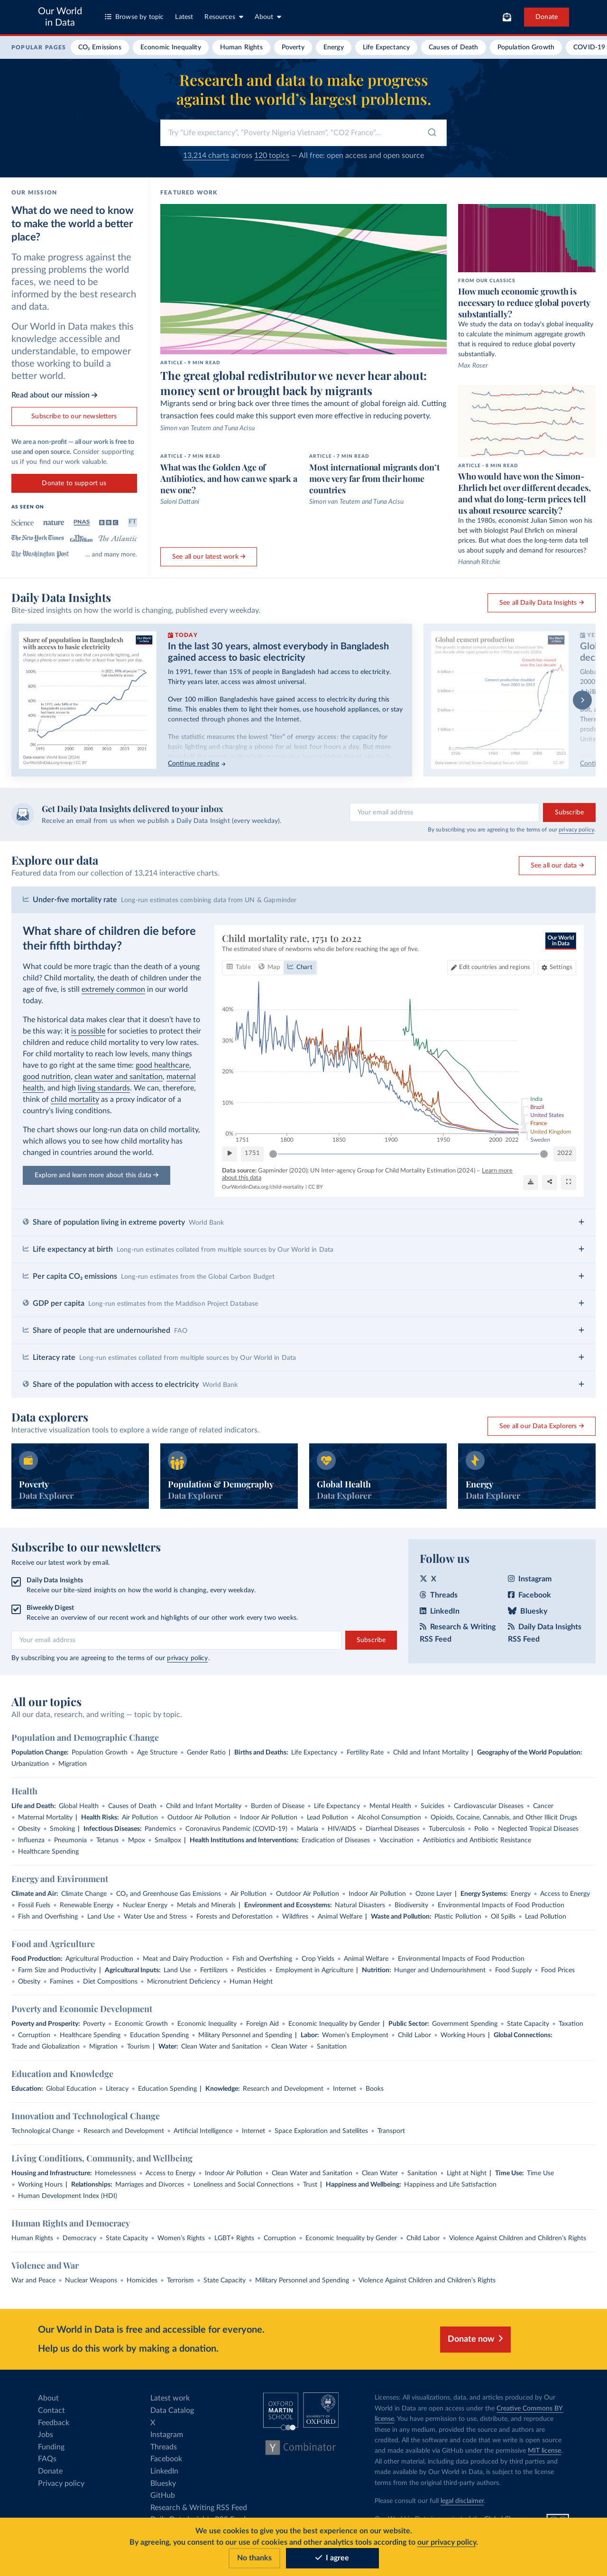 Our World
in Data
Browse by topic
Latest
Resources
About
Donate
POPULAR PAGES
CO₂ Emissions
Economic Inequality
Human Rights
Poverty
Energy
Life Expectancy
Causes of Death
Population Growth
COVID-19
Research and data to make progress
against the world's largest problems.
Try "Life expectancy", "Poverty Nigeria Vietnam", "CO2 France"...
13,214 charts across 120 topics — All free: open access and open source
OUR MISSION
What do we need to know
to make the world a better
place?
To make progress against the
pressing problems the world
faces, we need to be
informed by the best research
and data.
Our World in Data makes this
knowledge accessible and
understandable, to empower
those working to build a
better world.
Read about our mission
Subscribe to our newsletters
We are a non-profit — all our work is free to
use and open source. Consider supporting
us if you find our work valuable.
Donate to support us
AS SEEN ON
Science nature PNAS BBC FT
The New York Times The Guardian The Atlantic
The Washington Post ... and many more.
FEATURED WORK
ARTICLE • 9 MIN READ
The great global redistributor we never hear about:
money sent or brought back by migrants
Migrants send or bring back over three times the amount of global foreign aid. Cutting
transaction fees could make this support even more effective in reducing poverty.
Simon van Teutem and Tuna Acisu
ARTICLE • 7 MIN READ
What was the Golden Age of
Antibiotics, and how can we spark a
new one?
Saloni Dattani
ARTICLE • 7 MIN READ
Most international migrants don't
move very far from their home
countries
Simon van Teutem and Tuna Acisu
See all our latest work
FROM OUR CLASSICS
How much economic growth is
necessary to reduce global poverty
substantially?
We study the data on today's global inequality
to calculate the minimum aggregate growth
that is required to reduce global poverty
substantially.
Max Roser
ARTICLE • 8 MIN READ
Who would have won the Simon-
Ehrlich bet over different decades,
and what do long-term prices tell
us about resource scarcity?
In the 1980s, economist Julian Simon won his
bet with biologist Paul Ehrlich on mineral
prices. But what does the long-term data tell
us about supply and demand for resources?
Hannah Ritchie
Daily Data Insights
Bite-sized insights on how the world is changing, published every weekday.
See all Daily Data Insights
Share of population in Bangladesh
with access to basic electricity
TODAY
In the last 30 years, almost everybody in Bangladesh
gained access to basic electricity
In 1991, fewer than 15% of people in Bangladesh had access to electricity.
Thirty years later, access was almost universal.
Over 100 million Bangladeshis have gained access to electricity during this
time. This enables them to light their homes, use household appliances, or stay
connected through phones and the Internet.
The statistic measures the lowest "tier" of energy access: the capacity for
basic lighting and charging a phone for at least four hours a day. But more
Continue reading
Global cement production
Get Daily Data Insights delivered to your inbox
Receive an email from us when we publish a Daily Data Insight (every weekday).
Your email address
Subscribe
By subscribing you are agreeing to the terms of our privacy policy.
Explore our data
Featured data from our collection of 13,214 interactive charts.
See all our data
Under-five mortality rate Long-run estimates combining data from UN & Gapminder
What share of children die before
their fifth birthday?
What could be more tragic than the death of a young
child? Child mortality, the death of children under the
age of five, is still extremely common in our world
today.
The historical data makes clear that it doesn't have to
be this way: it is possible for societies to protect their
children and reduce child mortality to very low rates.
For child mortality to reach low levels, many things
have to go right at the same time: good healthcare,
good nutrition, clean water and sanitation, maternal
health, and high living standards. We can, therefore,
think of child mortality as a proxy indicator of a
country's living conditions.
The chart shows our long-run data on child mortality,
which allows you to see how child mortality has
changed in countries around the world.
Explore and learn more about this data
Child mortality rate, 1751 to 2022
The estimated share of newborns who die before reaching the age of five.
Our World
in Data
Table
Map
Chart
Edit countries and regions
Settings
40%
30%
20%
10%
0%
1751 1800 1850 1900 1950 2000 2022
India
Brazil
United States
France
United Kingdom
Sweden
1751
2022
Data source: Gapminder (2020); UN Inter-agency Group for Child Mortality Estimation (2024) – Learn more
about this data
OurWorldinData.org/child-mortality | CC BY
Share of population living in extreme poverty World Bank
Life expectancy at birth Long-run estimates collated from multiple sources by Our World in Data
Per capita CO₂ emissions Long-run estimates from the Global Carbon Budget
GDP per capita Long-run estimates from the Maddison Project Database
Share of people that are undernourished FAO
Literacy rate Long-run estimates collated from multiple sources by Our World in Data
Share of the population with access to electricity World Bank
Data explorers
Interactive visualization tools to explore a wide range of related indicators.
See all our Data Explorers
Poverty
Data Explorer
Population & Demography
Data Explorer
Global Health
Data Explorer
Energy
Data Explorer
Subscribe to our newsletters
Receive our latest work by email.
Daily Data Insights
Receive our bite-sized insights on how the world is changing, every weekday.
Biweekly Digest
Receive an overview of our recent work and highlights of our other work every two weeks.
Your email address
Subscribe
By subscribing you are agreeing to the terms of our privacy policy.
Follow us
X
Instagram
Threads
Facebook
LinkedIn
Bluesky
Research & Writing
RSS Feed
Daily Data Insights
RSS Feed
All our topics
All our data, research, and writing — topic by topic.
Population and Demographic Change
Population Change: Population Growth • Age Structure • Gender Ratio | Births and Deaths: Life Expectancy • Fertility Rate • Child and Infant Mortality | Geography of the World Population:
Urbanization • Migration
Health
Life and Death: Global Health • Causes of Death • Child and Infant Mortality • Burden of Disease • Life Expectancy • Mental Health • Suicides • Cardiovascular Diseases • Cancer
• Maternal Mortality | Health Risks: Air Pollution • Outdoor Air Pollution • Indoor Air Pollution • Lead Pollution • Alcohol Consumption • Opioids, Cocaine, Cannabis, and Other Illicit Drugs
• Obesity • Smoking | Infectious Diseases: Pandemics • Coronavirus Pandemic (COVID-19) • Malaria • HIV/AIDS • Diarrheal Diseases • Tuberculosis • Polio • Neglected Tropical Diseases
• Influenza • Pneumonia • Tetanus • Mpox • Smallpox | Health Institutions and Interventions: Eradication of Diseases • Vaccination • Antibiotics and Antibiotic Resistance
• Healthcare Spending
Energy and Environment
Climate and Air: Climate Change • CO₂ and Greenhouse Gas Emissions • Air Pollution • Outdoor Air Pollution • Indoor Air Pollution • Ozone Layer | Energy Systems: Energy • Access to Energy
• Fossil Fuels • Renewable Energy • Nuclear Energy • Metals and Minerals | Environment and Ecosystems: Natural Disasters • Biodiversity • Environmental Impacts of Food Production
• Fish and Overfishing • Land Use • Water Use and Stress • Forests and Deforestation • Wildfires • Animal Welfare | Waste and Pollution: Plastic Pollution • Oil Spills • Lead Pollution
Food and Agriculture
Food Production: Agricultural Production • Meat and Dairy Production • Fish and Overfishing • Crop Yields • Animal Welfare • Environmental Impacts of Food Production
• Farm Size and Productivity | Agricultural Inputs: Land Use • Fertilizers • Pesticides • Employment in Agriculture | Nutrition: Hunger and Undernourishment • Food Supply • Food Prices
• Obesity • Famines • Diet Compositions • Micronutrient Deficiency • Human Height
Poverty and Economic Development
Poverty and Prosperity: Poverty • Economic Growth • Economic Inequality • Foreign Aid • Economic Inequality by Gender | Public Sector: Government Spending • State Capacity • Taxation
• Corruption • Healthcare Spending • Education Spending • Military Personnel and Spending | Labor: Women's Employment • Child Labor • Working Hours | Global Connections:
Trade and Globalization • Migration • Tourism | Water: Clean Water and Sanitation • Clean Water • Sanitation
Education and Knowledge
Education: Global Education • Literacy • Education Spending | Knowledge: Research and Development • Internet • Books
Innovation and Technological Change
Technological Change • Research and Development • Artificial Intelligence • Internet • Space Exploration and Satellites • Transport
Living Conditions, Community, and Wellbeing
Housing and Infrastructure: Homelessness • Access to Energy • Indoor Air Pollution • Clean Water and Sanitation • Clean Water • Sanitation • Light at Night | Time Use: Time Use
• Working Hours | Relationships: Marriages and Divorces • Loneliness and Social Connections • Trust | Happiness and Wellbeing: Happiness and Life Satisfaction
• Human Development Index (HDI)
Human Rights and Democracy
Human Rights • Democracy • State Capacity • Women's Rights • LGBT+ Rights • Corruption • Economic Inequality by Gender • Child Labor • Violence Against Children and Children's Rights
Violence and War
War and Peace • Nuclear Weapons • Homicides • Terrorism • State Capacity • Military Personnel and Spending • Violence Against Children and Children's Rights
Our World in Data is free and accessible for everyone.
Help us do this work by making a donation.
Donate now
About
Contact
Feedback
Jobs
Funding
FAQs
Donate
Privacy policy
Latest work
Data Catalog
X
Instagram
Threads
Facebook
LinkedIn
Bluesky
GitHub
Research & Writing RSS Feed
OXFORD
MARTIN
SCHOOL
UNIVERSITY OF
OXFORD
Y Combinator
Licenses: All visualizations, data, and articles produced by Our
World in Data are open access under the Creative Commons BY
license. You have permission to use, distribute, and reproduce
these in any medium, provided the source and authors are
credited. All the software and code that we write is open source
and made available via GitHub under the permissive MIT license.
All other material, including data produced by third parties and
made available by Our World in Data, is subject to the license
terms from the original third-party authors.
Please consult our full legal disclaimer.
We use cookies to give you the best experience on our website.
By agreeing, you consent to our use of cookies and other analytics tools according to our privacy policy.
No thanks
I agree